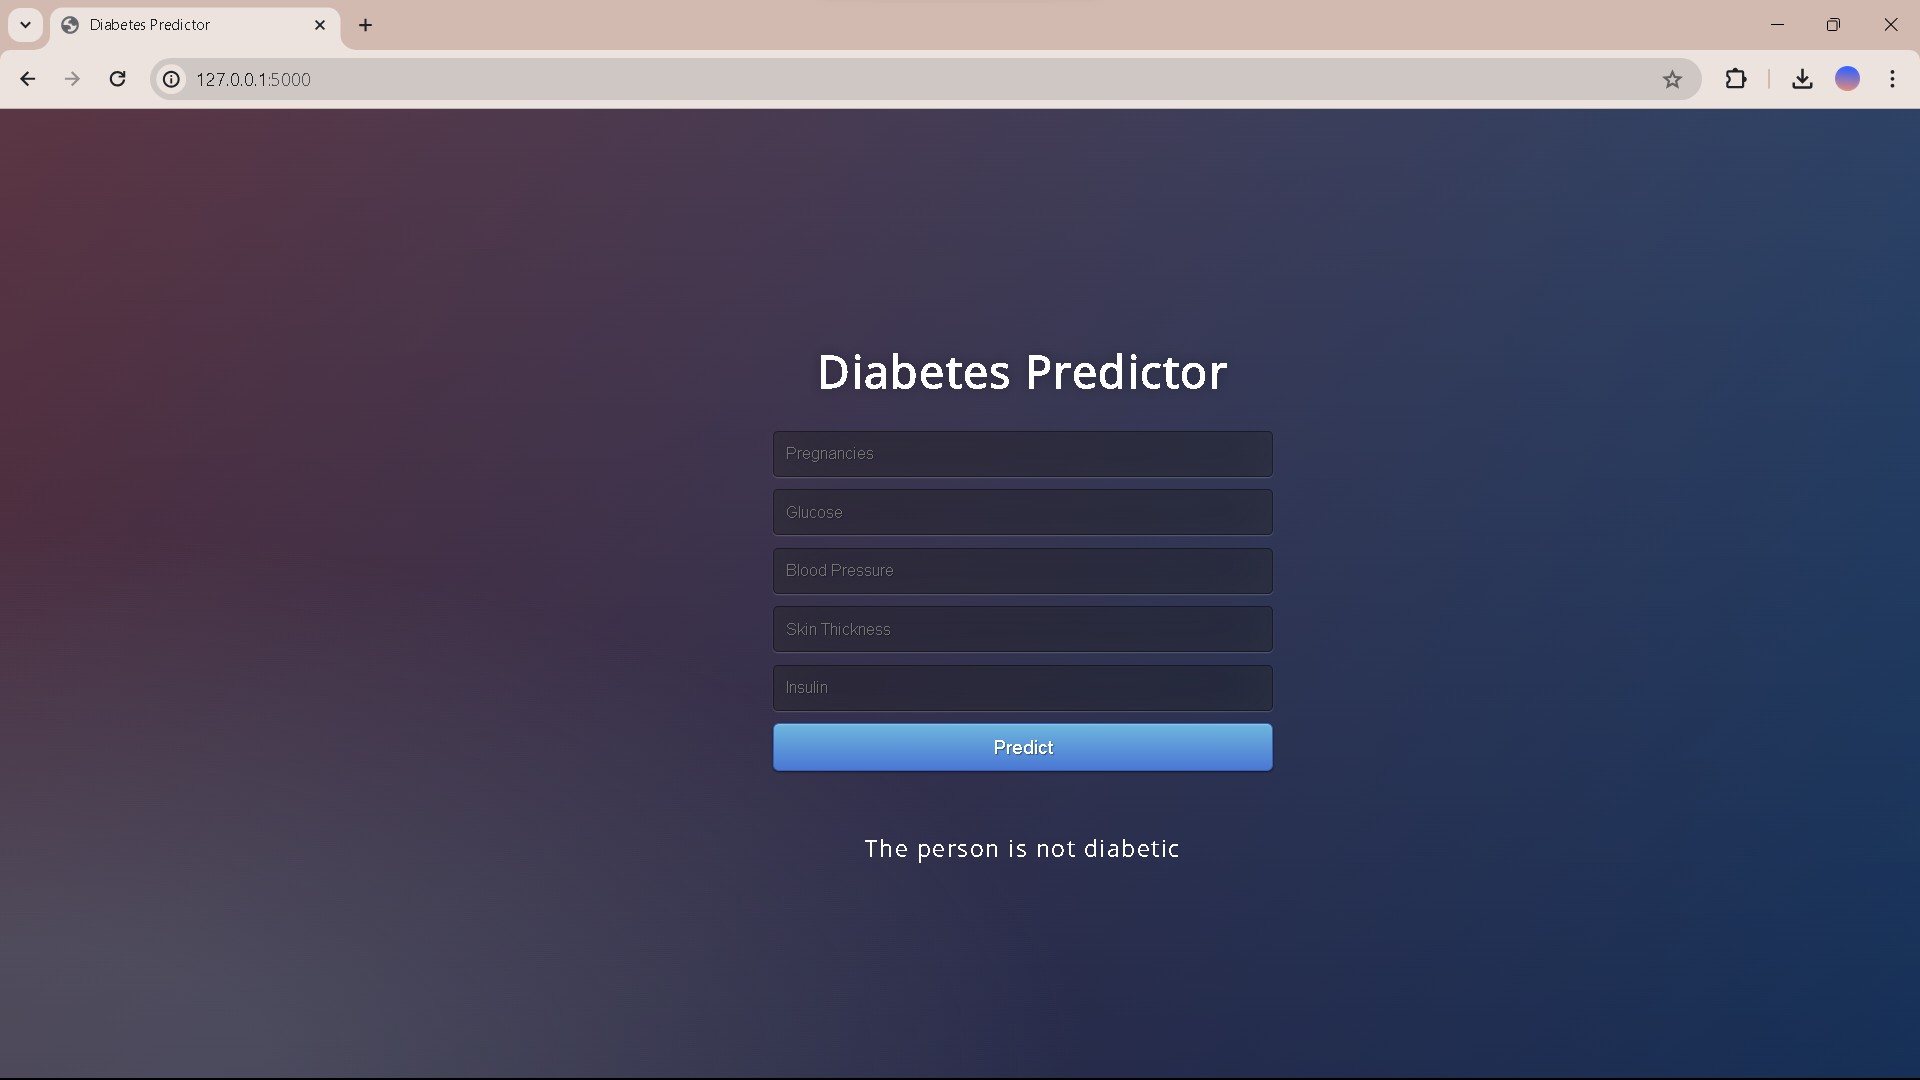 Diabetes Predictor
127.0.0.1:5000
Diabetes Predictor
Pregnancies
Glucose
Blood Pressure
Skin Thickness
Insulin
Predict
The person is not diabetic